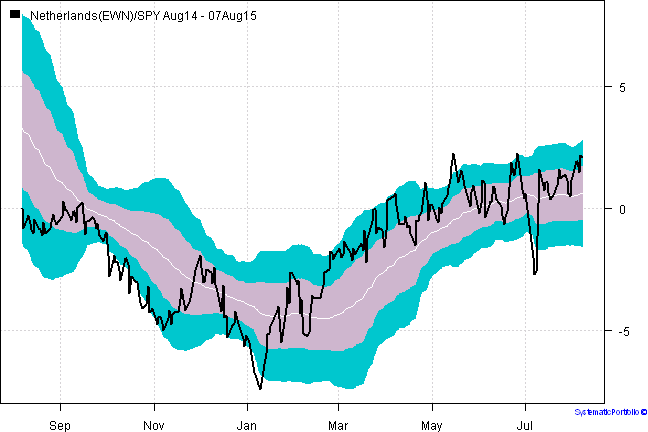 Netherlands(EWN)/SPY Aug14 - 07Aug15
5
0
-5
Sep Nov Jan Mar May Jul
SystematicPortfolio ©